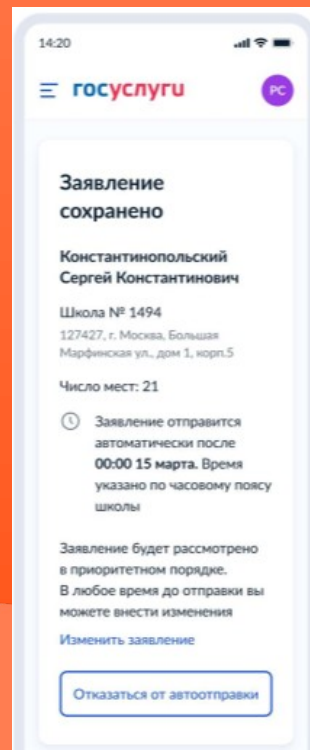 14:20
госуслуги
РС
Заявление
сохранено
Константинопольский
Сергей Константинович
Школа № 1494
127427, г. Москва, Большая
Марфинская ул., дом 1, корп.5
Число мест: 21
Заявление отправится
автоматически после
00:00 15 марта. Время
указано по часовому поясу
школы
Заявление будет рассмотрено
в приоритетном порядке.
В любое время до отправки вы
можете внести изменения
Изменить заявление
Отказаться от автоотправки